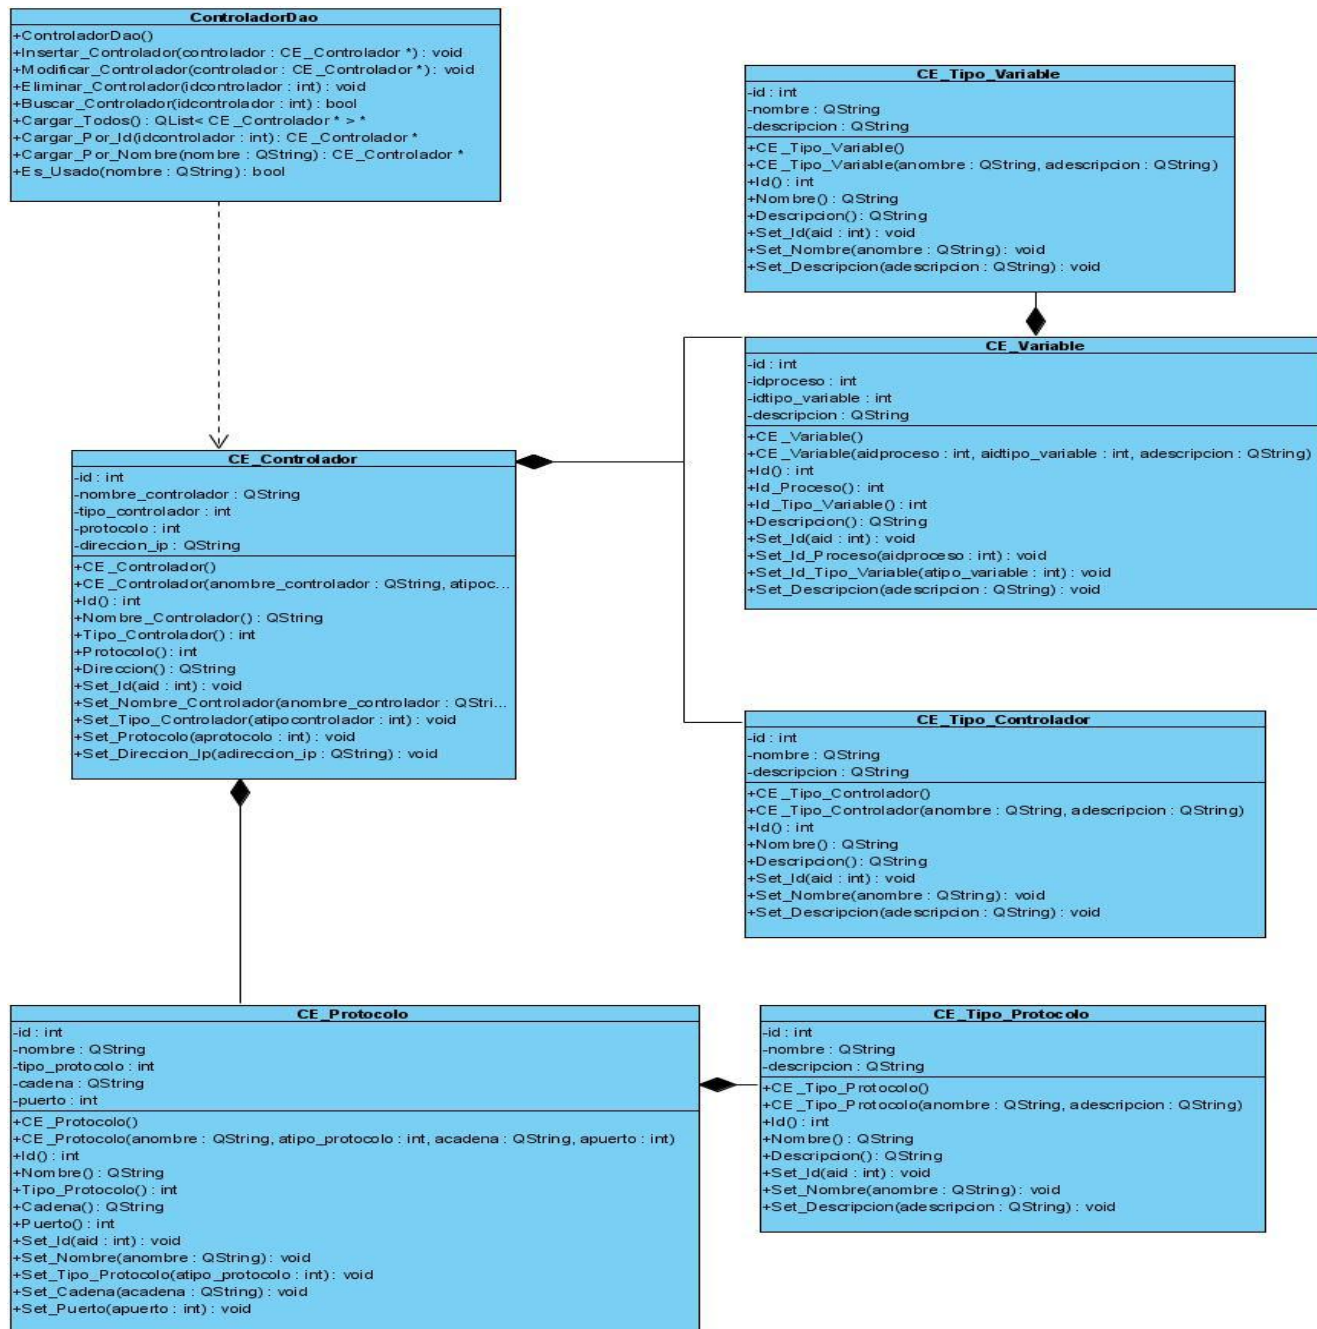 ControladorDao
+ControladorDao()
+Insertar_Controlador(controlador : CE_Controlador *) : void
+Modificar_Controlador(controlador : CE_Controlador *) : void
+Eliminar_Controlador(idcontrolador : int) : void
+Buscar_Controlador(idcontrolador : int) : bool
+Cargar_Todos() : QList< CE_Controlador * > *
+Cargar_Por_Id(idcontrolador : int) : CE_Controlador *
+Cargar_Por_Nombre(nombre : QString) : CE_Controlador *
+Es_Usado(nombre : QString) : bool
CE_Tipo_Variable
-id : int
-nombre : QString
-descripcion : QString
+CE_Tipo_Variable()
+CE_Tipo_Variable(anombre : QString, adescripcion : QString)
+Id() : int
+Nombre() : QString
+Descripcion() : QString
+Set_Id(aid : int) : void
+Set_Nombre(anombre : QString) : void
+Set_Descripcion(adescripcion : QString) : void
CE_Variable
-id : int
-idproceso : int
-idtipo_variable : int
-descripcion : QString
+CE_Variable()
+CE_Variable(aidproceso : int, aidtipo_variable : int, adescripcion : QString)
+Id() : int
+Id_Proceso() : int
+Id_Tipo_Variable() : int
+Descripcion() : QString
+Set_Id(aid : int) : void
+Set_Id_Proceso(aidproceso : int) : void
+Set_Id_Tipo_Variable(atipo_variable : int) : void
+Set_Descripcion(adescripcion : QString) : void
CE_Controlador
-id : int
-nombre_controlador : QString
-tipo_controlador : int
-protocolo : int
-direccion_ip : QString
+CE_Controlador()
+CE_Controlador(anombre_controlador : QString, atipoc...
+Id() : int
+Nombre_Controlador() : QString
+Tipo_Controlador() : int
+Protocolo() : int
+Direccion() : QString
+Set_Id(aid : int) : void
+Set_Nombre_Controlador(anombre_controlador : QStri...
+Set_Tipo_Controlador(atipocontrolador : int) : void
+Set_Protocolo(aprotocolo : int) : void
+Set_Direccion_Ip(adireccion_ip : QString) : void
CE_Tipo_Controlador
-id : int
-nombre : QString
-descripcion : QString
+CE_Tipo_Controlador()
+CE_Tipo_Controlador(anombre : QString, adescripcion : QString)
+Id() : int
+Nombre() : QString
+Descripcion() : QString
+Set_Id(aid : int) : void
+Set_Nombre(anombre : QString) : void
+Set_Descripcion(adescripcion : QString) : void
CE_Protocolo
-id : int
-nombre : QString
-tipo_protocolo : int
-cadena : QString
-puerto : int
+CE_Protocolo()
+CE_Protocolo(anombre : QString, atipo_protocolo : int, acadena : QString, apuerto : int)
+Id() : int
+Nombre() : QString
+Tipo_Protocolo() : int
+Cadena() : QString
+Puerto() : int
+Set_Id(aid : int) : void
+Set_Nombre(anombre : QString) : void
+Set_Tipo_Protocolo(atipo_protocolo : int) : void
+Set_Cadena(acadena : QString) : void
+Set_Puerto(apuerto : int) : void
CE_Tipo_Protocolo
-id : int
-nombre : QString
-descripcion : QString
+CE_Tipo_Protocolo()
+CE_Tipo_Protocolo(anombre : QString, adescripcion : QString)
+Id() : int
+Nombre() : QString
+Descripcion() : QString
+Set_Id(aid : int) : void
+Set_Nombre(anombre : QString) : void
+Set_Descripcion(adescripcion : QString) : void